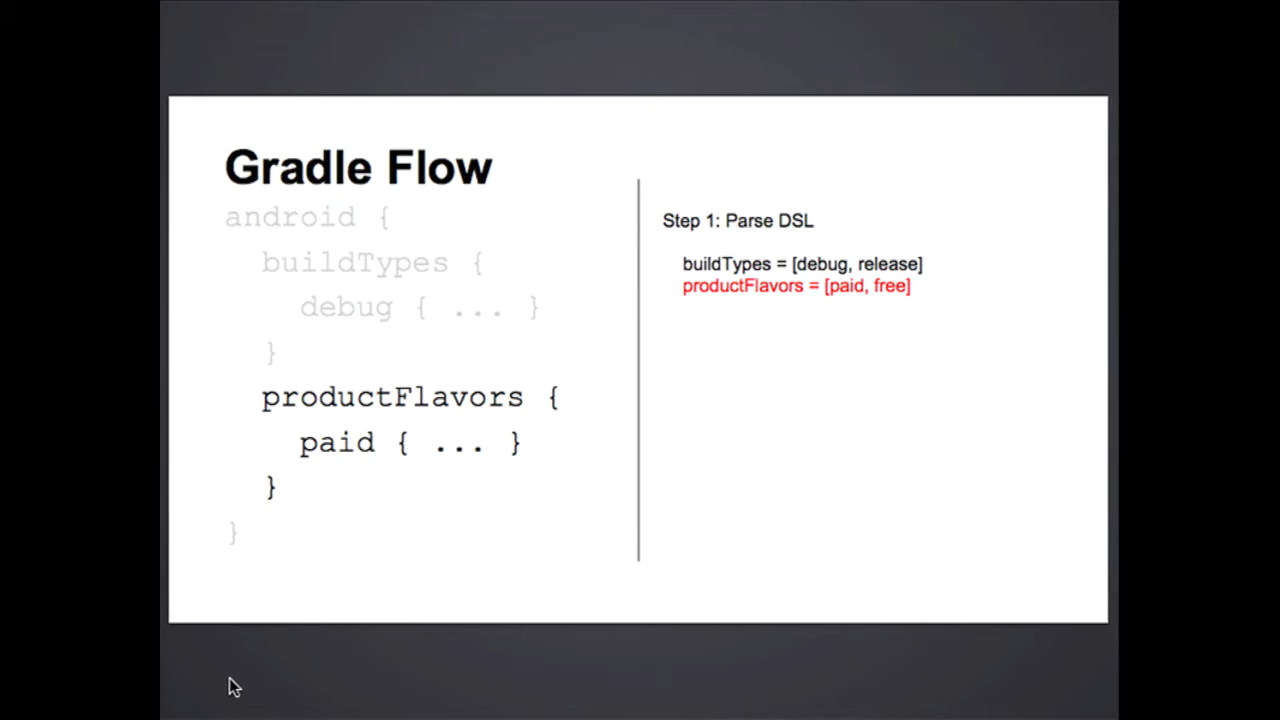 Gradle Flow
android {
buildTypes {
debug { ... }
}
productFlavors {
paid { ... }
}
}
Step 1: Parse DSL
buildTypes = [debug, release]
productFlavors = [paid, free]